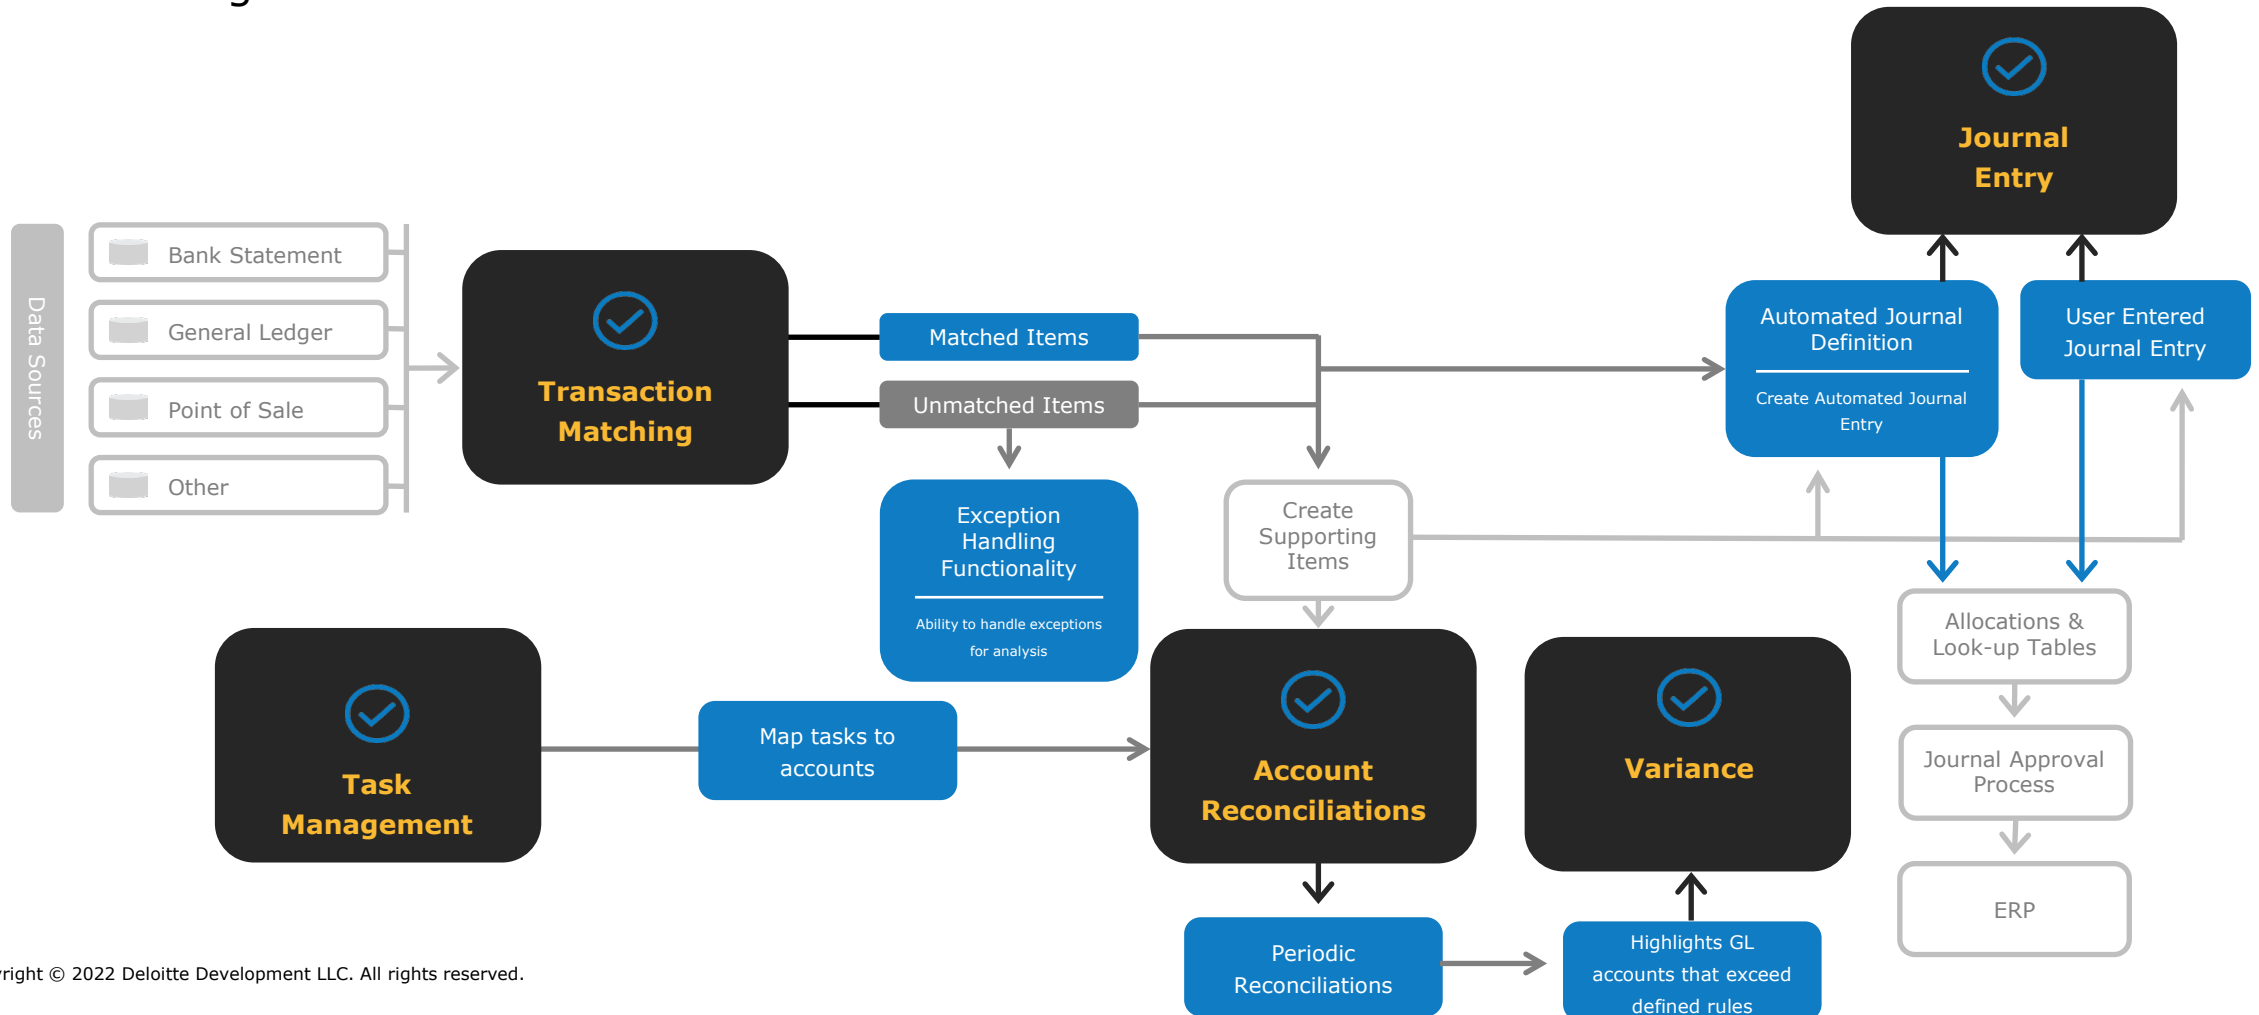 Journal
Entry
Data Sources
Bank Statement
General Ledger
Point of Sale
Other
Transaction
Matching
Matched Items
Unmatched Items
Exception
Handling
Functionality
Ability to handle exceptions
for analysis
Create
Supporting
Items
Automated Journal
Definition
Create Automated Journal
Entry
User Entered
Journal Entry
Allocations &
Look-up Tables
Journal Approval
Process
ERP
Task
Management
Map tasks to
accounts
Account
Reconciliations
Variance
Periodic
Reconciliations
Highlights GL
accounts that exceed
defined rules
right © 2022 Deloitte Development LLC. All rights reserved.